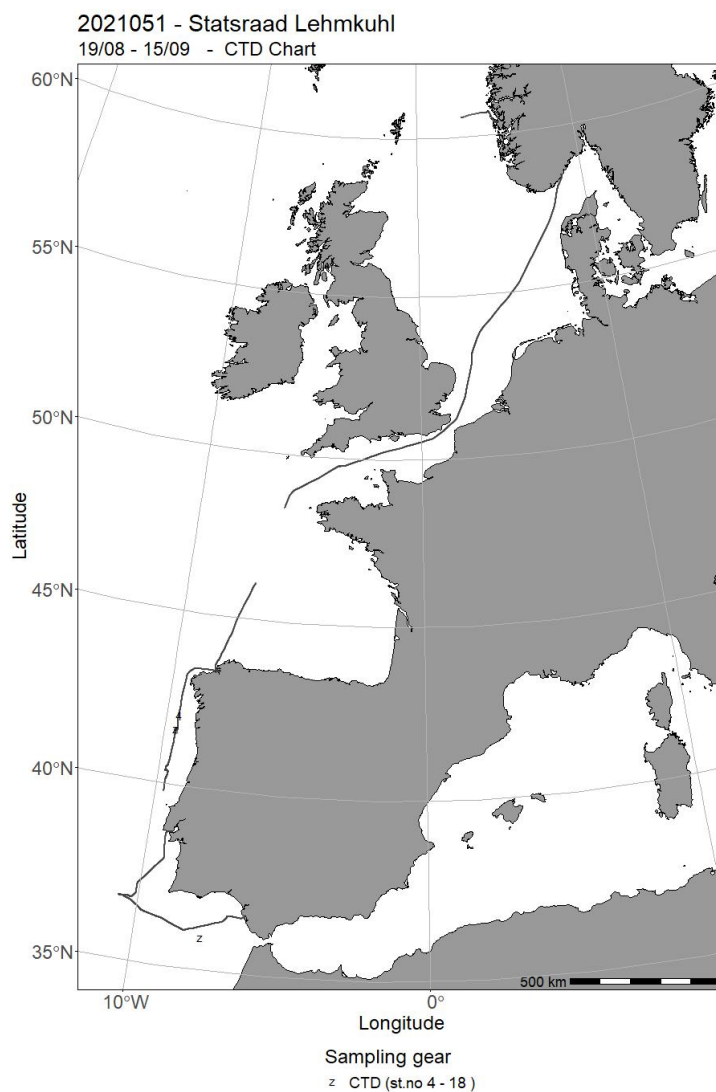 2021051 - Statsraad Lehmkuhl
19/08 - 15/09 - CTD Chart
60°N
55°N
50°N
45°N
40°N
35°N
Latitude
4
z
z
500 km
10°W
0°
Longitude
Sampling gear
z CTD (st.no 4 - 18 )